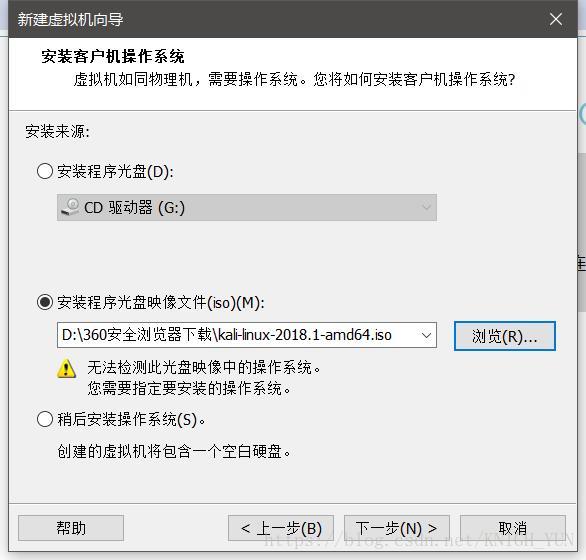 新建虚拟机向导
安装客户机操作系统
虚拟机如同物理机，需要操作系统。您将如何安装客户机操作系统?
安装来源:
安装程序光盘(D):
CD 驱动器 (G:)
安装程序光盘映像文件(iso)(M):
D:\360安全浏览器下载\kali-linux-2018.1-amd64.iso
浏览(R)...
无法检测此光盘映像中的操作系统。
您需要指定要安装的操作系统。
稍后安装操作系统(S)。
创建的虚拟机将包含一个空白硬盘。
帮助
< 上一步(B)
下一步(N) >
取消
https://blog.csdn.net/KNIGH_YUN